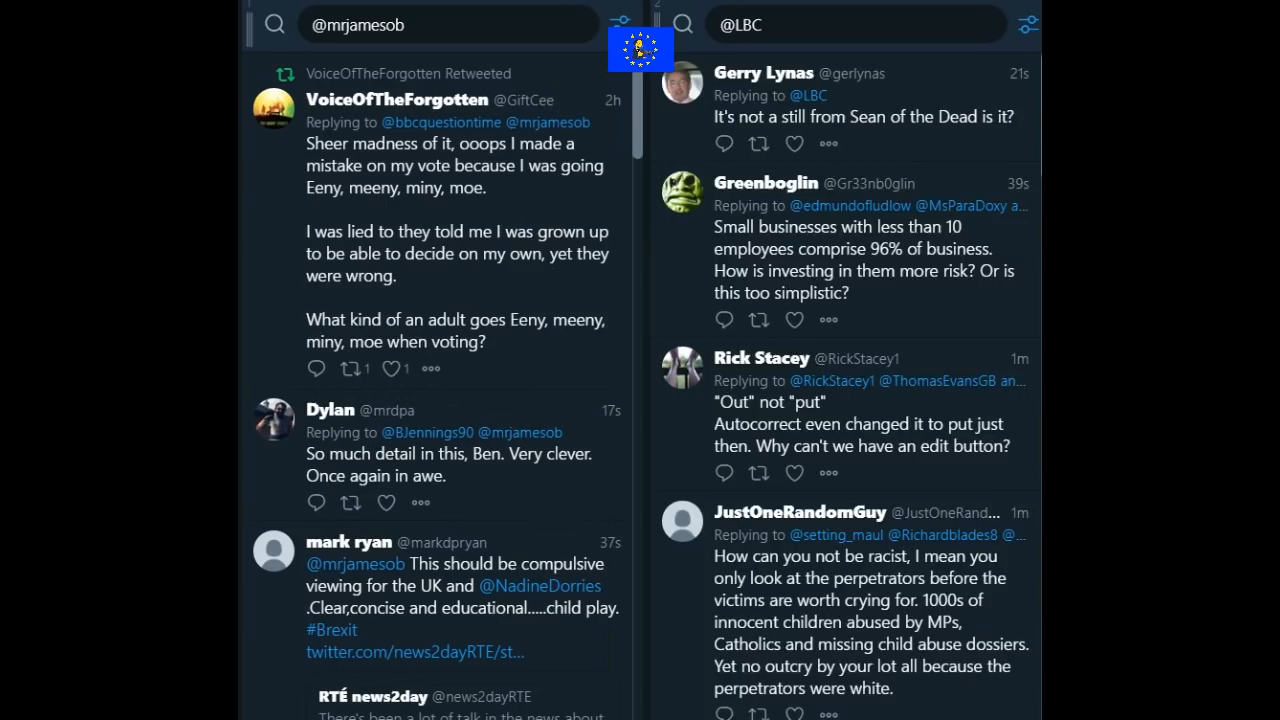 1
@mrjamesob
VoiceOfTheForgotten Retweeted
VoiceOfTheForgotten @GiftCee 2h
Replying to @bbcquestiontime @mrjamesob
Sheer madness of it, ooops I made a
mistake on my vote because I was going
Eeny, meeny, miny, moe.
I was lied to they told me I was grown up
to be able to decide on my own, yet they
were wrong.
What kind of an adult goes Eeny, meeny,
miny, moe when voting?
1 1
Dylan @mrdpa 17s
Replying to @BJennings90 @mrjamesob
So much detail in this, Ben. Very clever.
Once again in awe.
mark ryan @markdpryan 37s
@mrjamesob This should be compulsive
viewing for the UK and @NadineDorries
.Clear,concise and educational.....child play.
#Brexit
twitter.com/news2dayRTE/st...
RTÉ news2day @news2dayRTE
There's been a lot of talk in the news about
2
@LBC
Gerry Lynas @gerlynas 21s
Replying to @LBC
It's not a still from Sean of the Dead is it?
Greenboglin @Gr33nb0glin 39s
Replying to @edmundofludlow @MsParaDoxy a...
Small businesses with less than 10
employees comprise 96% of business.
How is investing in them more risk? Or is
this too simplistic?
Rick Stacey @RickStacey1 1m
Replying to @RickStacey1 @ThomasEvansGB an...
"Out" not "put"
Autocorrect even changed it to put just
then. Why can't we have an edit button?
JustOneRandomGuy @JustOneRand... 1m
Replying to @setting_maul @Richardblades8 @...
How can you not be racist, I mean you
only look at the perpetrators before the
victims are worth crying for. 1000s of
innocent children abused by MPs,
Catholics and missing child abuse dossiers.
Yet no outcry by your lot all because the
perpetrators were white.